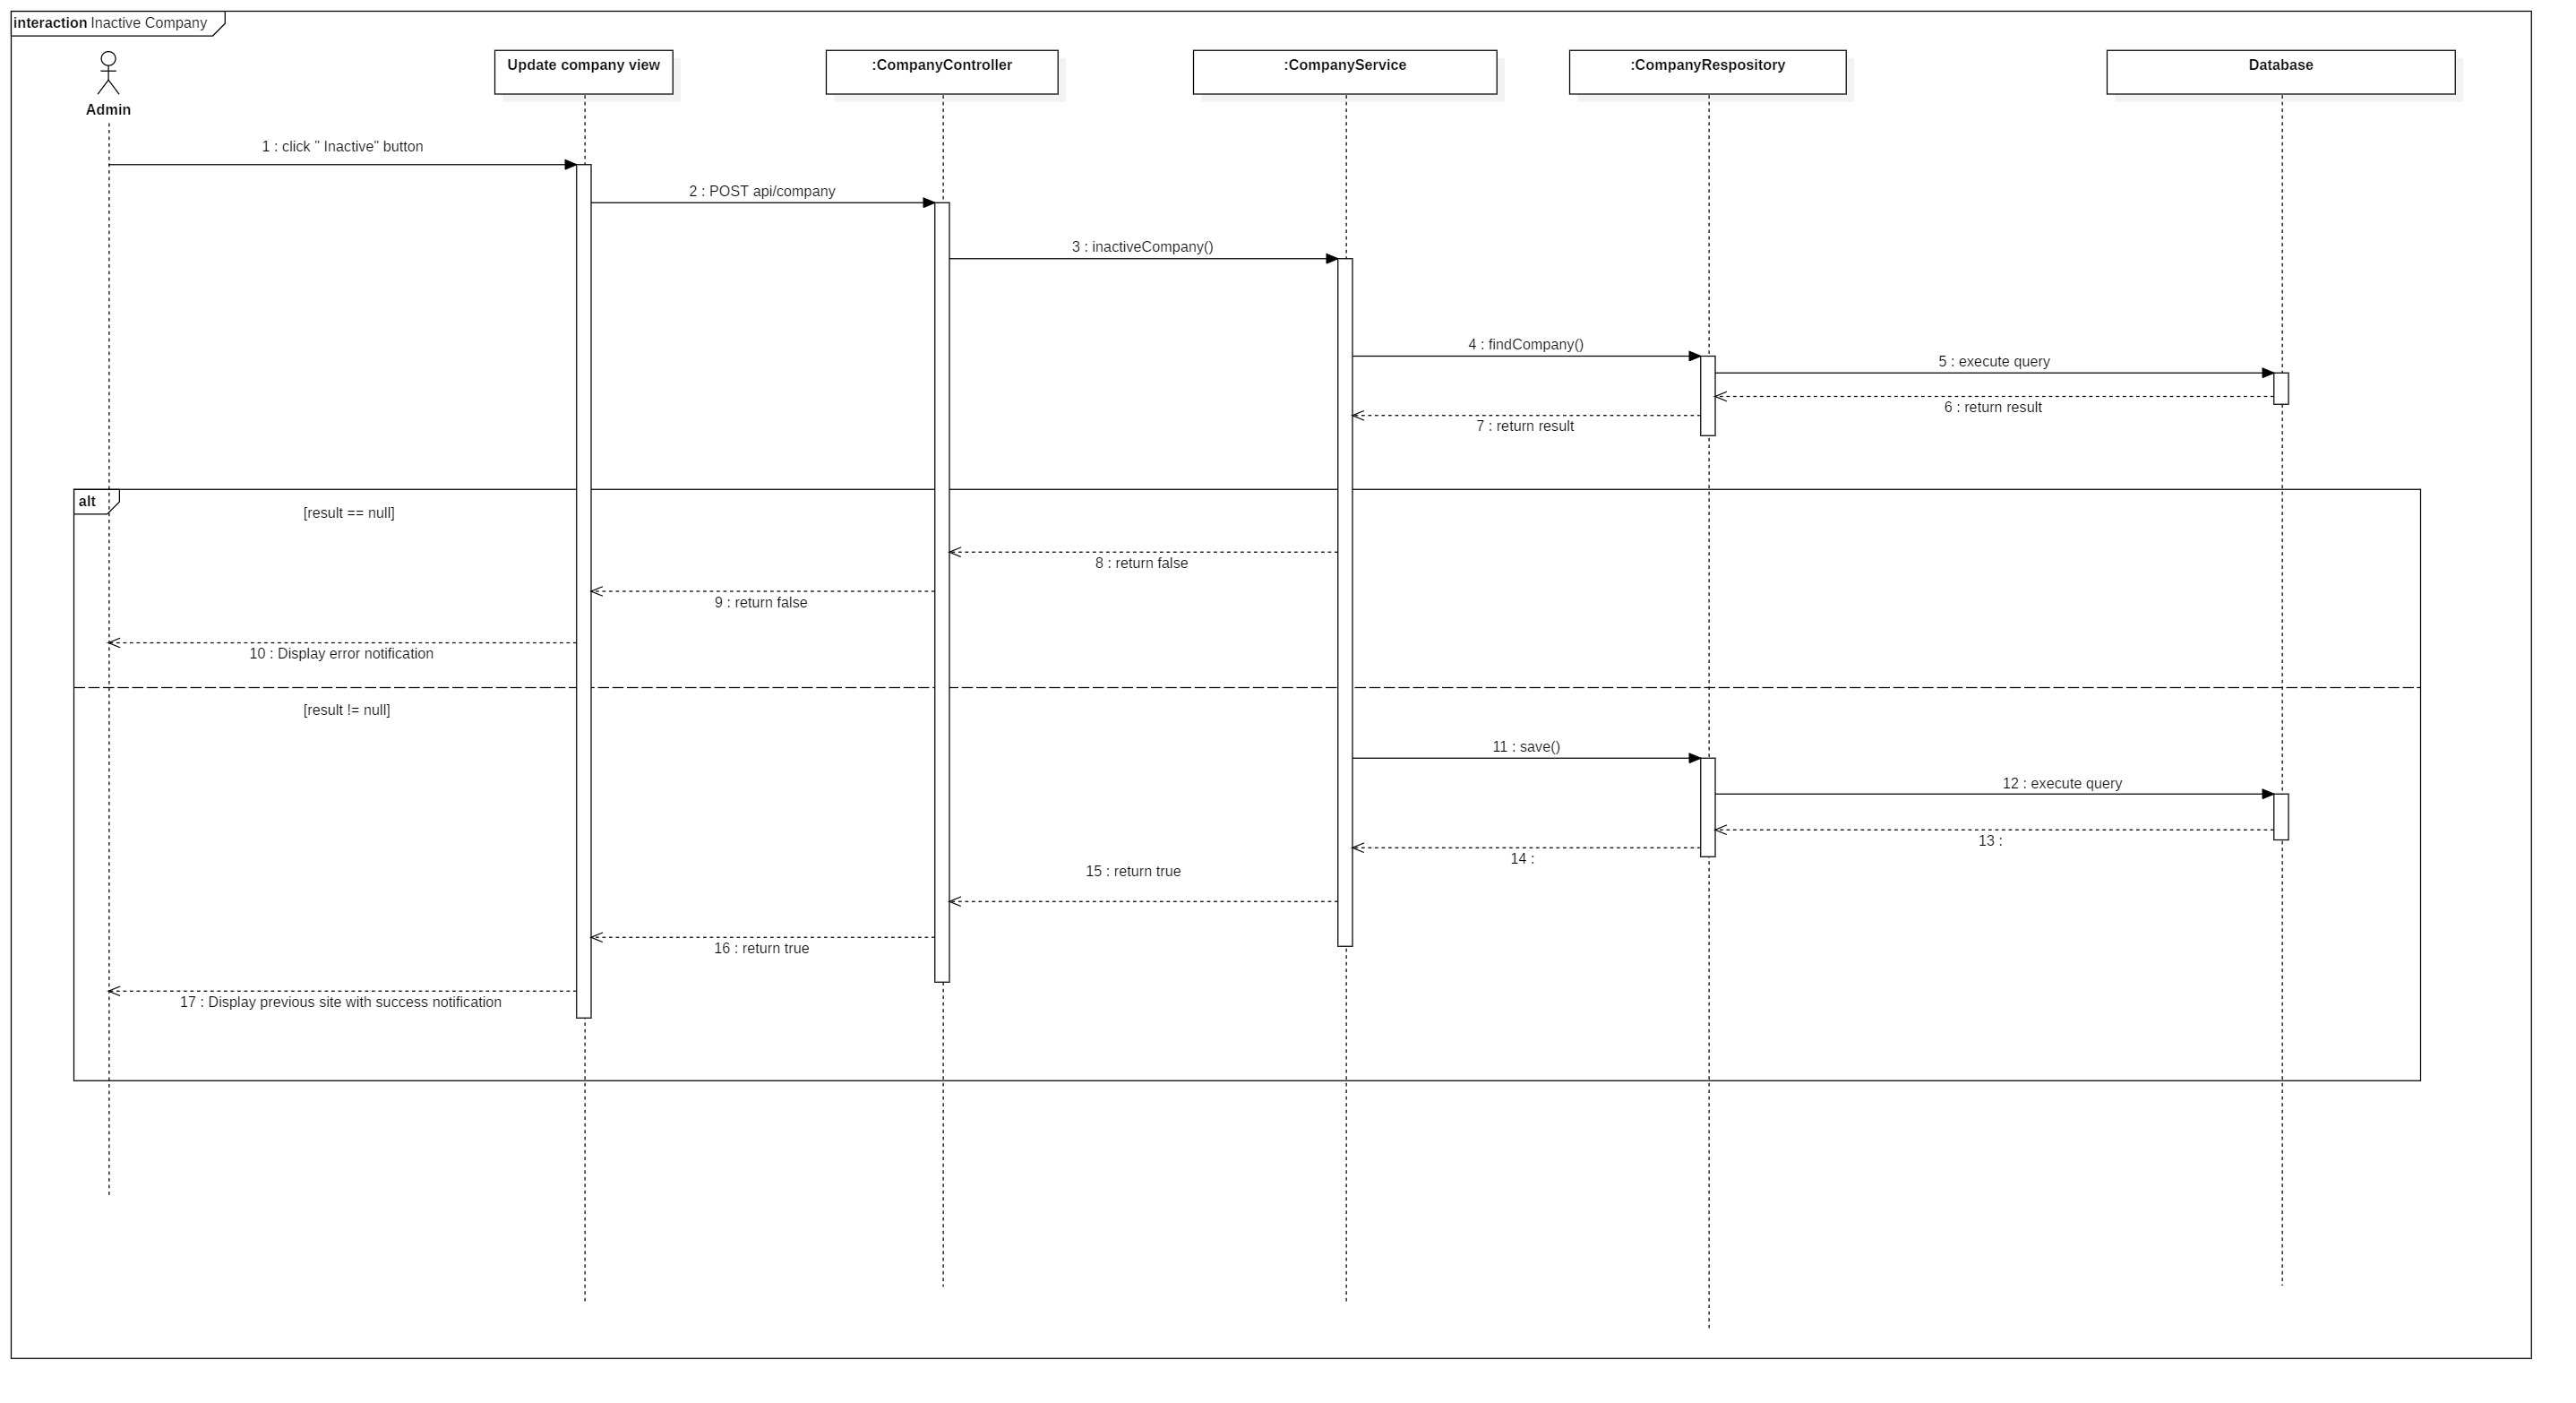 interaction Inactive Company
Admin
Update company view
:CompanyController
:CompanyService
:CompanyRespository
Database
1 : click " Inactive" button
2 : POST api/company
3 : inactiveCompany()
4 : findCompany()
5 : execute query
6 : return result
7 : return result
alt
[result == null]
8 : return false
9 : return false
10 : Display error notification
[result != null]
11 : save()
12 : execute query
13 :
14 :
15 : return true
16 : return true
17 : Display previous site with success notification